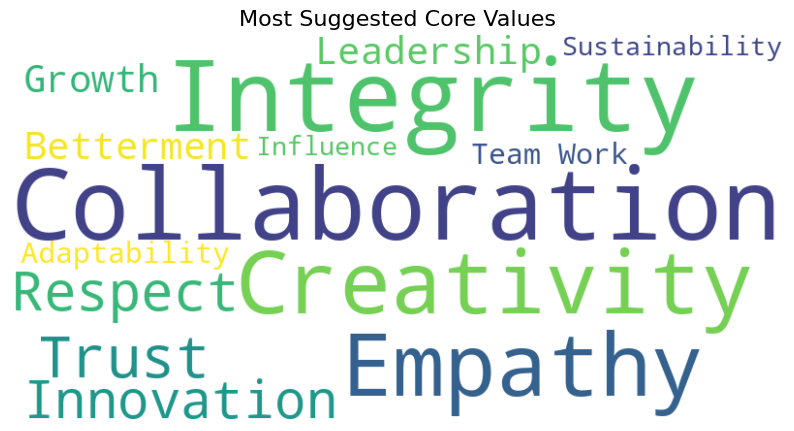 Most Suggested Core Values
Leadership
Sustainability
Growth
Integrity
Betterment
Influence
Team Work
Collaboration
Adaptability
Creativity
Respect
Trust
Empathy
Innovation